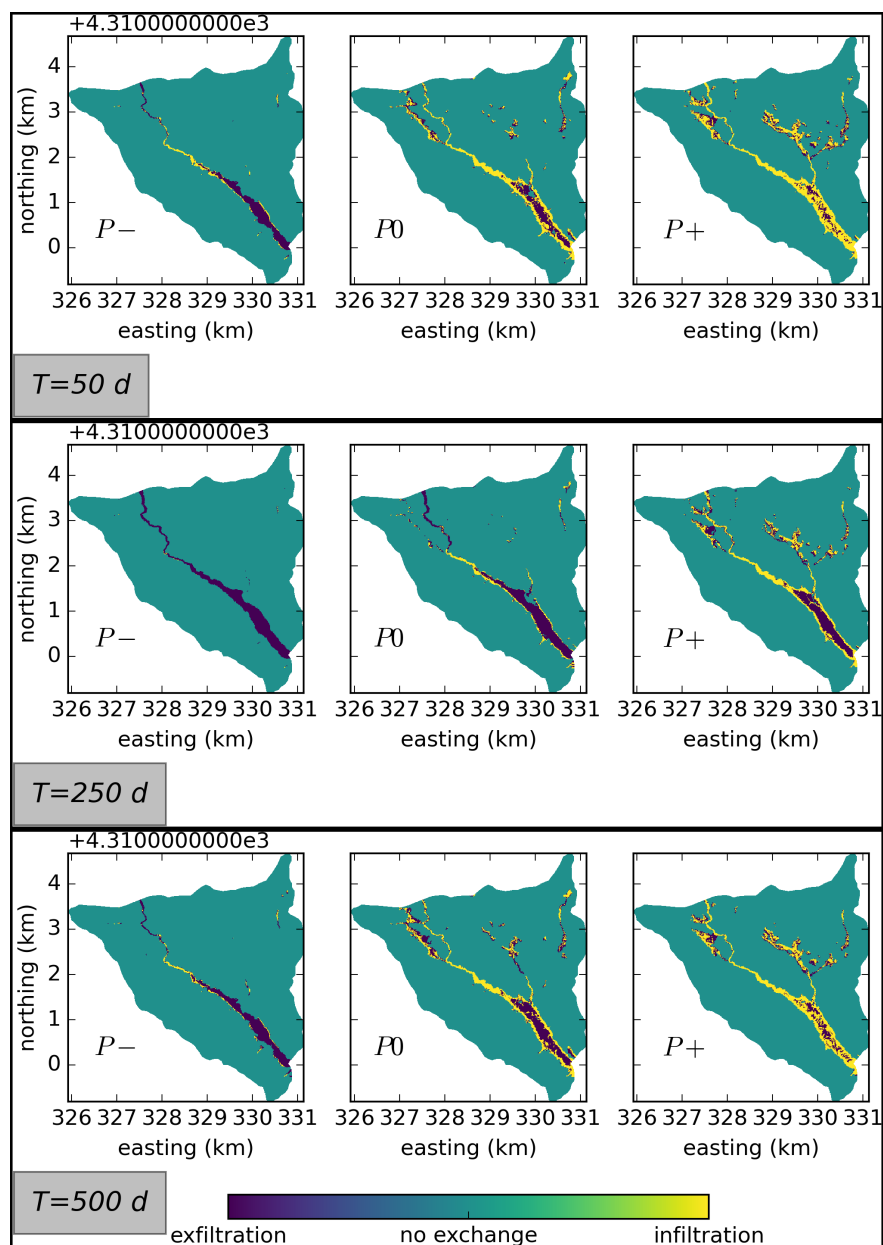 +4.3100000000e3
4
3
2
1
0
northing (km)
P−
P0
P+
326 327 328 329 330 331
326 327 328 329 330 331
326 327 328 329 330 331
easting (km)
easting (km)
easting (km)
T=50 d
+4.3100000000e3
4
3
2
1
0
northing (km)
P−
P0
P+
326 327 328 329 330 331
326 327 328 329 330 331
326 327 328 329 330 331
easting (km)
easting (km)
easting (km)
T=250 d
+4.3100000000e3
4
3
2
1
0
northing (km)
P−
P0
P+
326 327 328 329 330 331
326 327 328 329 330 331
326 327 328 329 330 331
easting (km)
easting (km)
easting (km)
T=500 d
exfiltration
no exchange
infiltration